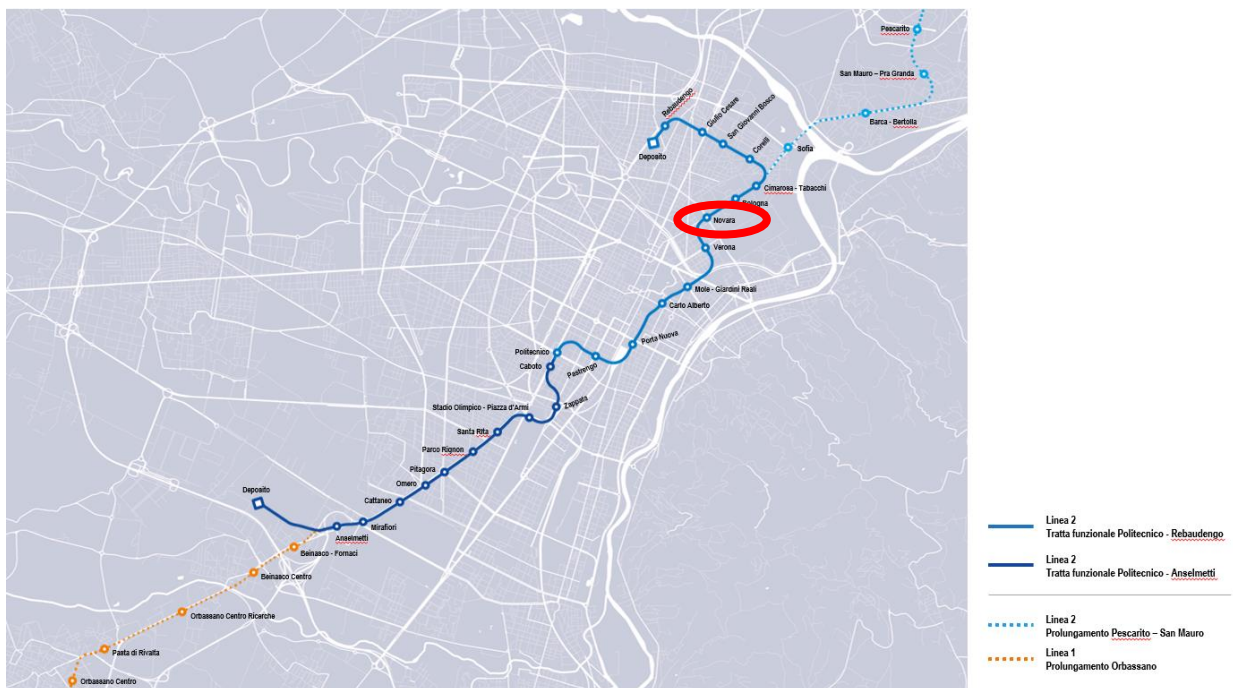 Pescarito
San Mauro – Pra Granda
Barca - Bertolla
Sofia
Rebaudengo
Giulio Cesare
San Giovanni Bosco
Corelli
Deposito
Cimarosa - Tabacchi
Bologna
Novara
Verona
Mole - Giardini Reali
Carlo Alberto
Porta Nuova
Politecnico
Pastrengo
Caboto
Zappata
Stadio Olimpico - Piazza d'Armi
Santa Rita
Parco Rignon
Pitagora
Omero
Cattaneo
Deposito
Mirafiori
Anselmetti
Beinasco - Fornaci
Beinasco Centro
Orbassano Centro Ricerche
Pasta di Rivalta
Orbassano Centro
Linea 2
Tratta funzionale Politecnico - Rebaudengo
Linea 2
Tratta funzionale Politecnico - Anselmetti
Linea 2
Prolungamento Pescarito – San Mauro
Linea 1
Prolungamento Orbassano